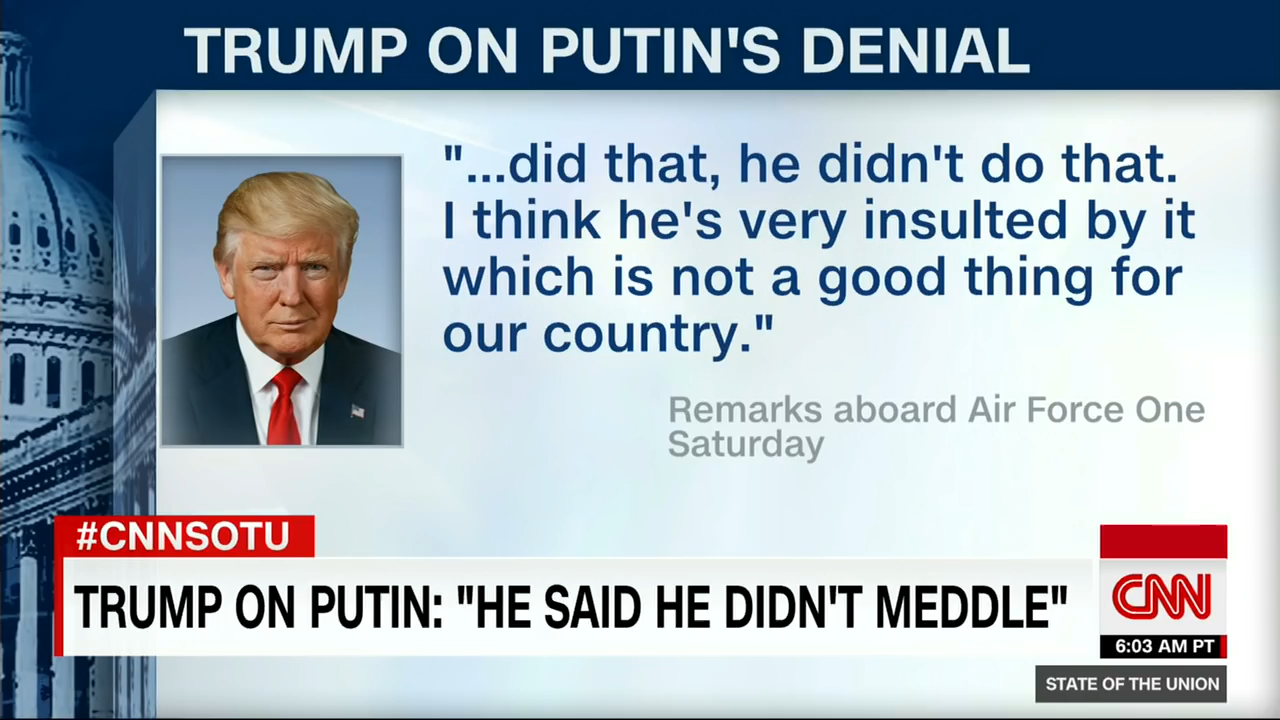 TRUMP ON PUTIN'S DENIAL
"...did that, he didn't do that.
I think he's very insulted by it
which is not a good thing for
our country."
Remarks aboard Air Force One
Saturday
#CNNSOTU
TRUMP ON PUTIN: "HE SAID HE DIDN'T MEDDLE"
CNN
6:03 AM PT
STATE OF THE UNION